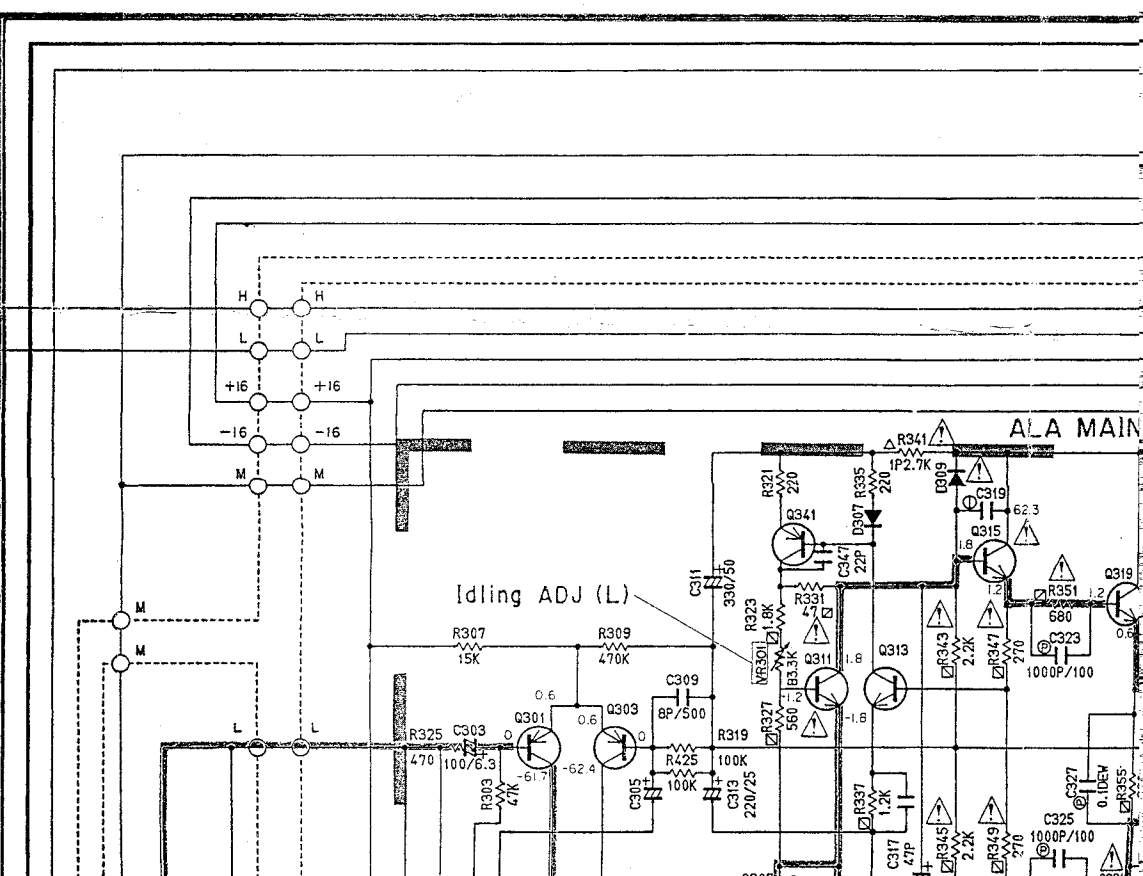 H H
L L
+16 +16
-16 -16
M M
M
M
L L
ALA MAIN
Idling ADJ (L)
R341
1P2.7K
R321
220
R335
220
D309
C319
62.3
Q341
D307
C347
22P
Q315
1.8
1.2
C311
330/50
R331
47
R323
1.8K
VR301
B3.3K
R351
680
1.2
Q319
0.6
R307
15K
R309
470K
Q311
1.8
-1.2
Q313
-1.8
R343
2.2K
R347
270
C323
1000P/100
C309
8P/500
R327
560
R325
470
C303
100/6.3
0.6
Q301
0
0.6
Q303
0
-61.7
-62.4
R319
100K
R425
100K
R303
47K
C305
C313
220/25
R337
1.2K
C317
47P
R345
2.2K
R349
270
C327
0.1DEW
R355
C325
1000P/100